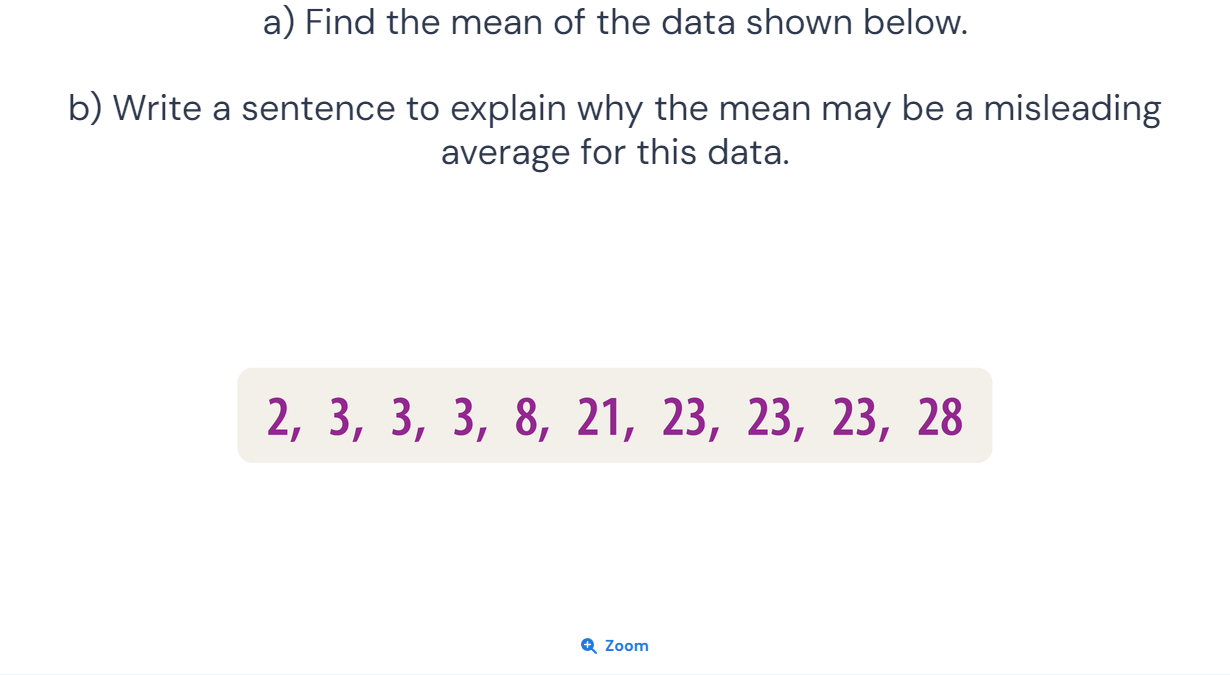 a) Find the mean of the data shown below.
b) Write a sentence to explain why the mean may be a misleading
average for this data.
2, 3, 3, 3, 8, 21, 23, 23, 23, 28
Zoom